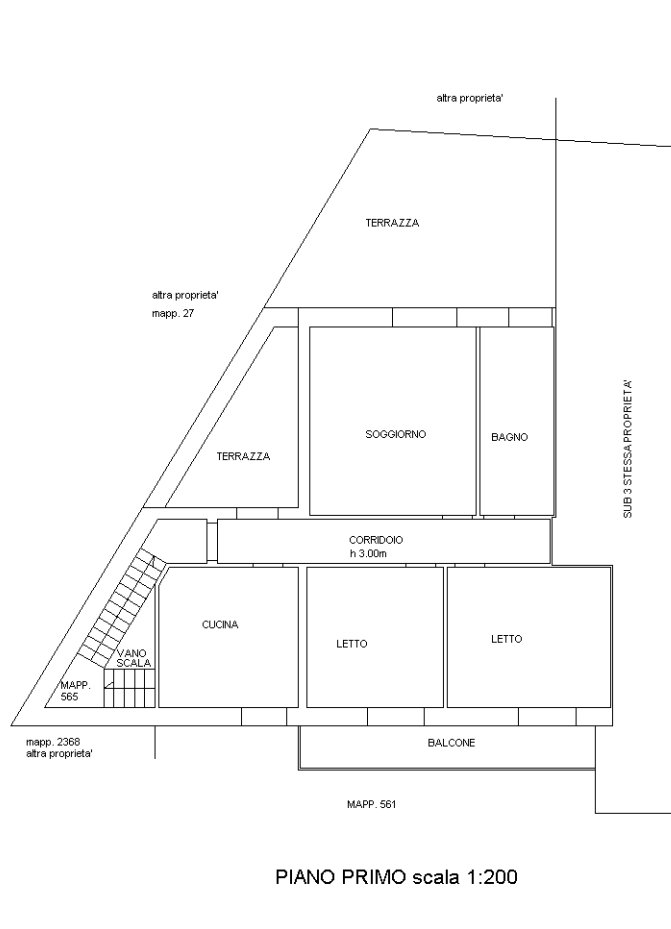 altra proprieta'
TERRAZZA
altra proprieta'
mapp. 27
SUB 3 STESSA PROPRIETA'
SOGGIORNO
BAGNO
TERRAZZA
CORRIDOIO
h 3.00m
CUCINA
LETTO
LETTO
VANO
SCALA
MAPP.
565
mapp. 2368
altra proprieta'
BALCONE
MAPP. 561
PIANO PRIMO scala 1:200